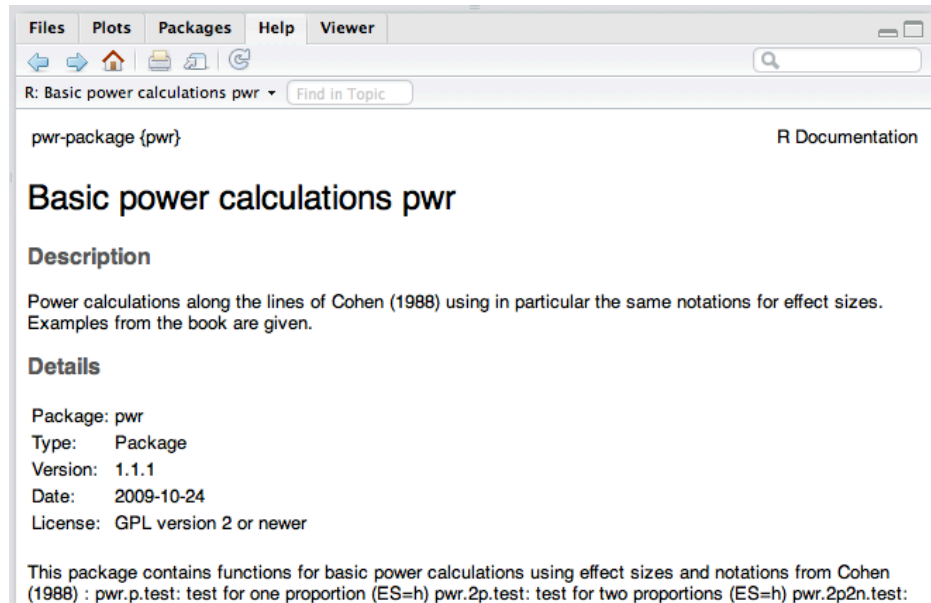 Files Plots Packages Help Viewer
R: Basic power calculations pwr Find in Topic
pwr-package {pwr} R Documentation
Basic power calculations pwr
Description
Power calculations along the lines of Cohen (1988) using in particular the same notations for effect sizes.
Examples from the book are given.
Details
Package: pwr
Type: Package
Version: 1.1.1
Date: 2009-10-24
License: GPL version 2 or newer
This package contains functions for basic power calculations using effect sizes and notations from Cohen
(1988) : pwr.p.test: test for one proportion (ES=h) pwr.2p.test: test for two proportions (ES=h) pwr.2p2n.test: